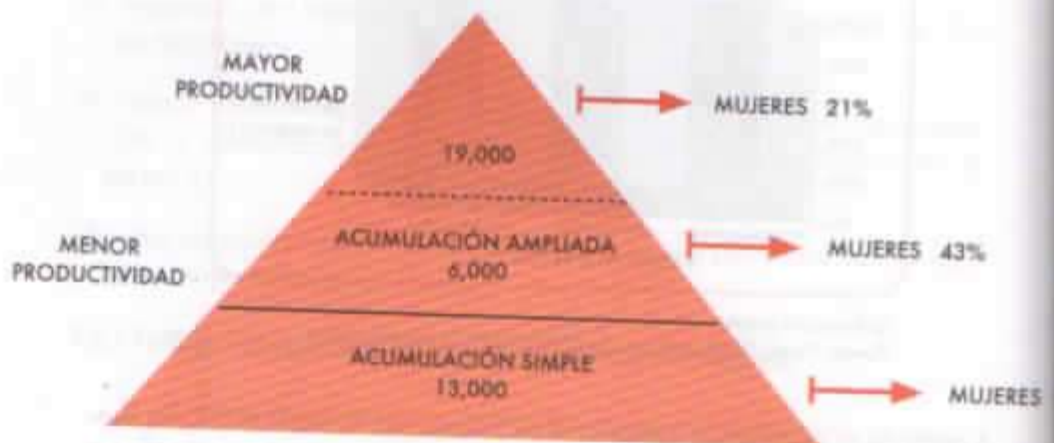 MAYOR
PRODUCTIVIDAD
MUJERES 21%
19,000
MENOR
PRODUCTIVIDAD
ACUMULACIÓN AMPLIADA
6,000
MUJERES 43%
ACUMULACIÓN SIMPLE
13,000
MUJERES